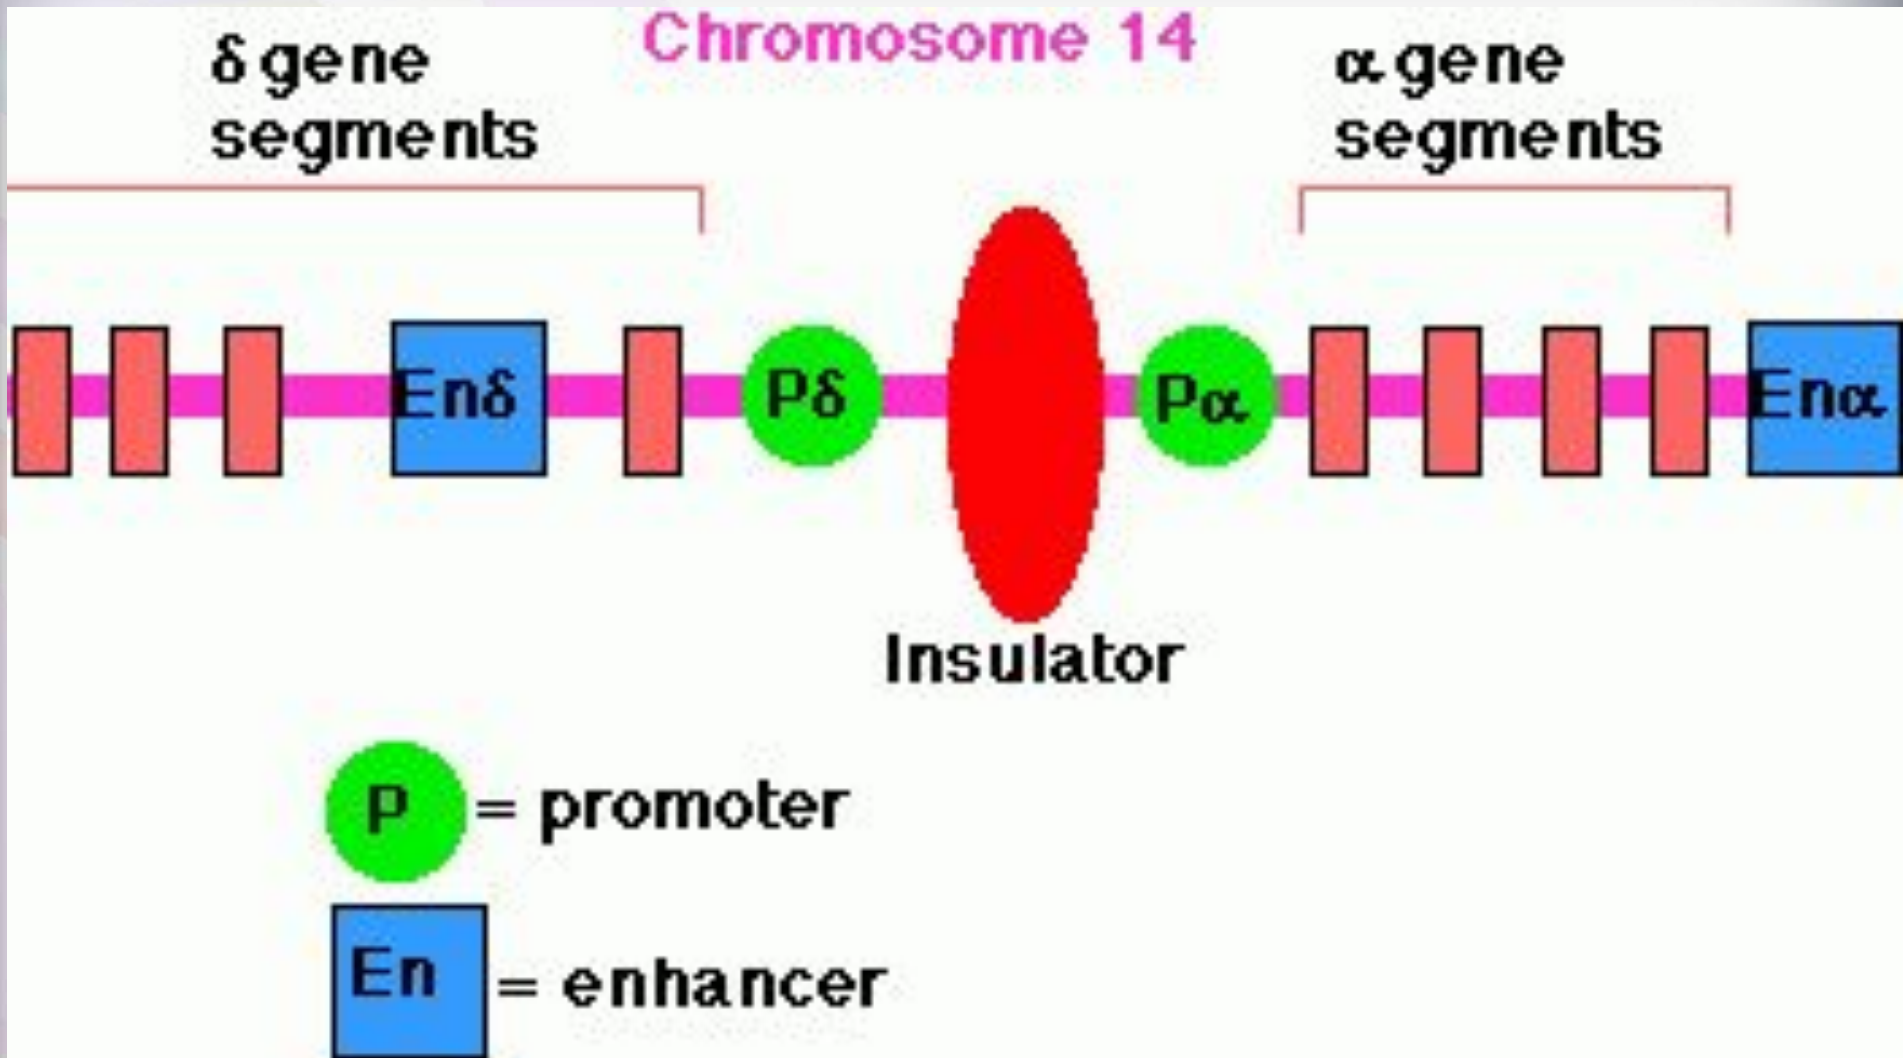 Chromosome 14
δ gene
segments
α gene
segments
Enδ
Pδ
Pα
Enα
Insulator
P = promoter
En = enhancer